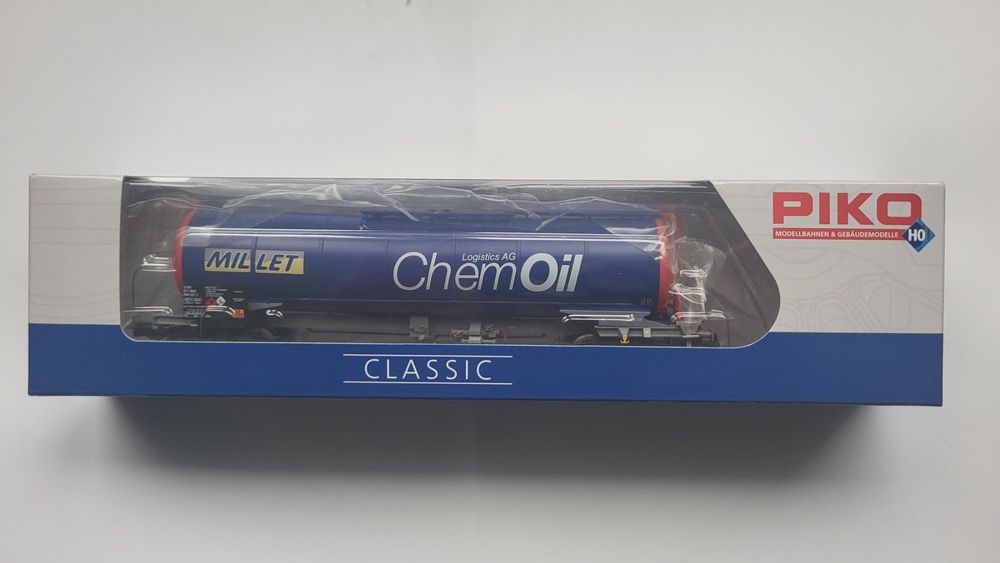 PIKO
MODELLBAHNEN & GEBÄUDEMODELLE
H0
MILLET
Logistics AG
ChemOil
CLASSIC